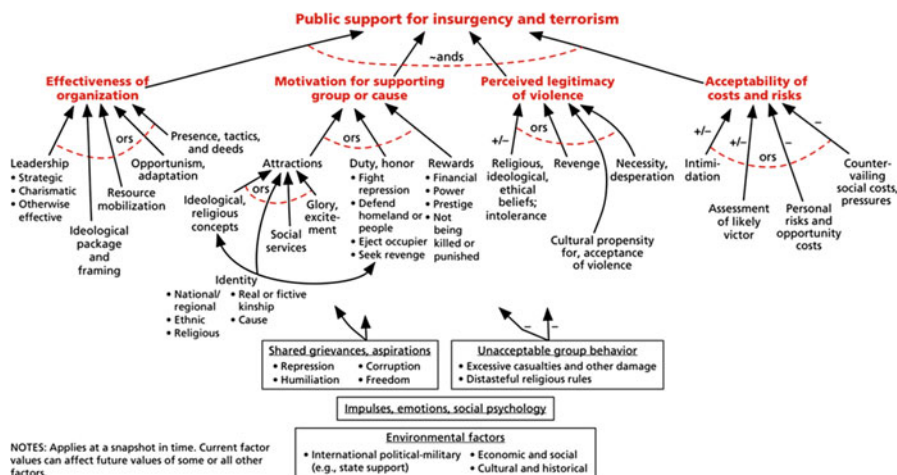 Public support for insurgency and terrorism
~ands
Effectiveness of
organization
Motivation for supporting
group or cause
Perceived legitimacy
of violence
Acceptability of
costs and risks
ors
Leadership
• Strategic
• Charismatic
• Otherwise
effective
Ideological
package
and
framing
Resource
mobilization
Opportunism,
adaptation
Presence, tactics,
and deeds
ors
Attractions
ors
Ideological,
religious
concepts
Social
services
Glory,
excite-
ment
Identity
• National/
regional
• Ethnic
• Religious
• Real or fictive
kinship
• Cause
Duty, honor
• Fight
repression
• Defend
homeland or
people
• Eject occupier
• Seek revenge
Rewards
• Financial
• Power
• Prestige
• Not
being
killed or
punished
+/–
ors
Religious,
ideological,
ethical
beliefs;
intolerance
Revenge
Cultural propensity
for, acceptance
of violence
Necessity,
desperation
+/–
+/–
–
–
ors
Intimi-
dation
Assessment
of likely
victor
Personal
risks and
opportunity
costs
Counter-
vailing
social costs,
pressures
Shared grievances, aspirations
• Repression
• Humiliation
• Corruption
• Freedom
–
–
Unacceptable group behavior
• Excessive casualties and other damage
• Distasteful religious rules
Impulses, emotions, social psychology
Environmental factors
• International political-military
(e.g., state support)
• Economic and social
• Cultural and historical
NOTES: Applies at a snapshot in time. Current factor
values can affect future values of some or all other
factors.